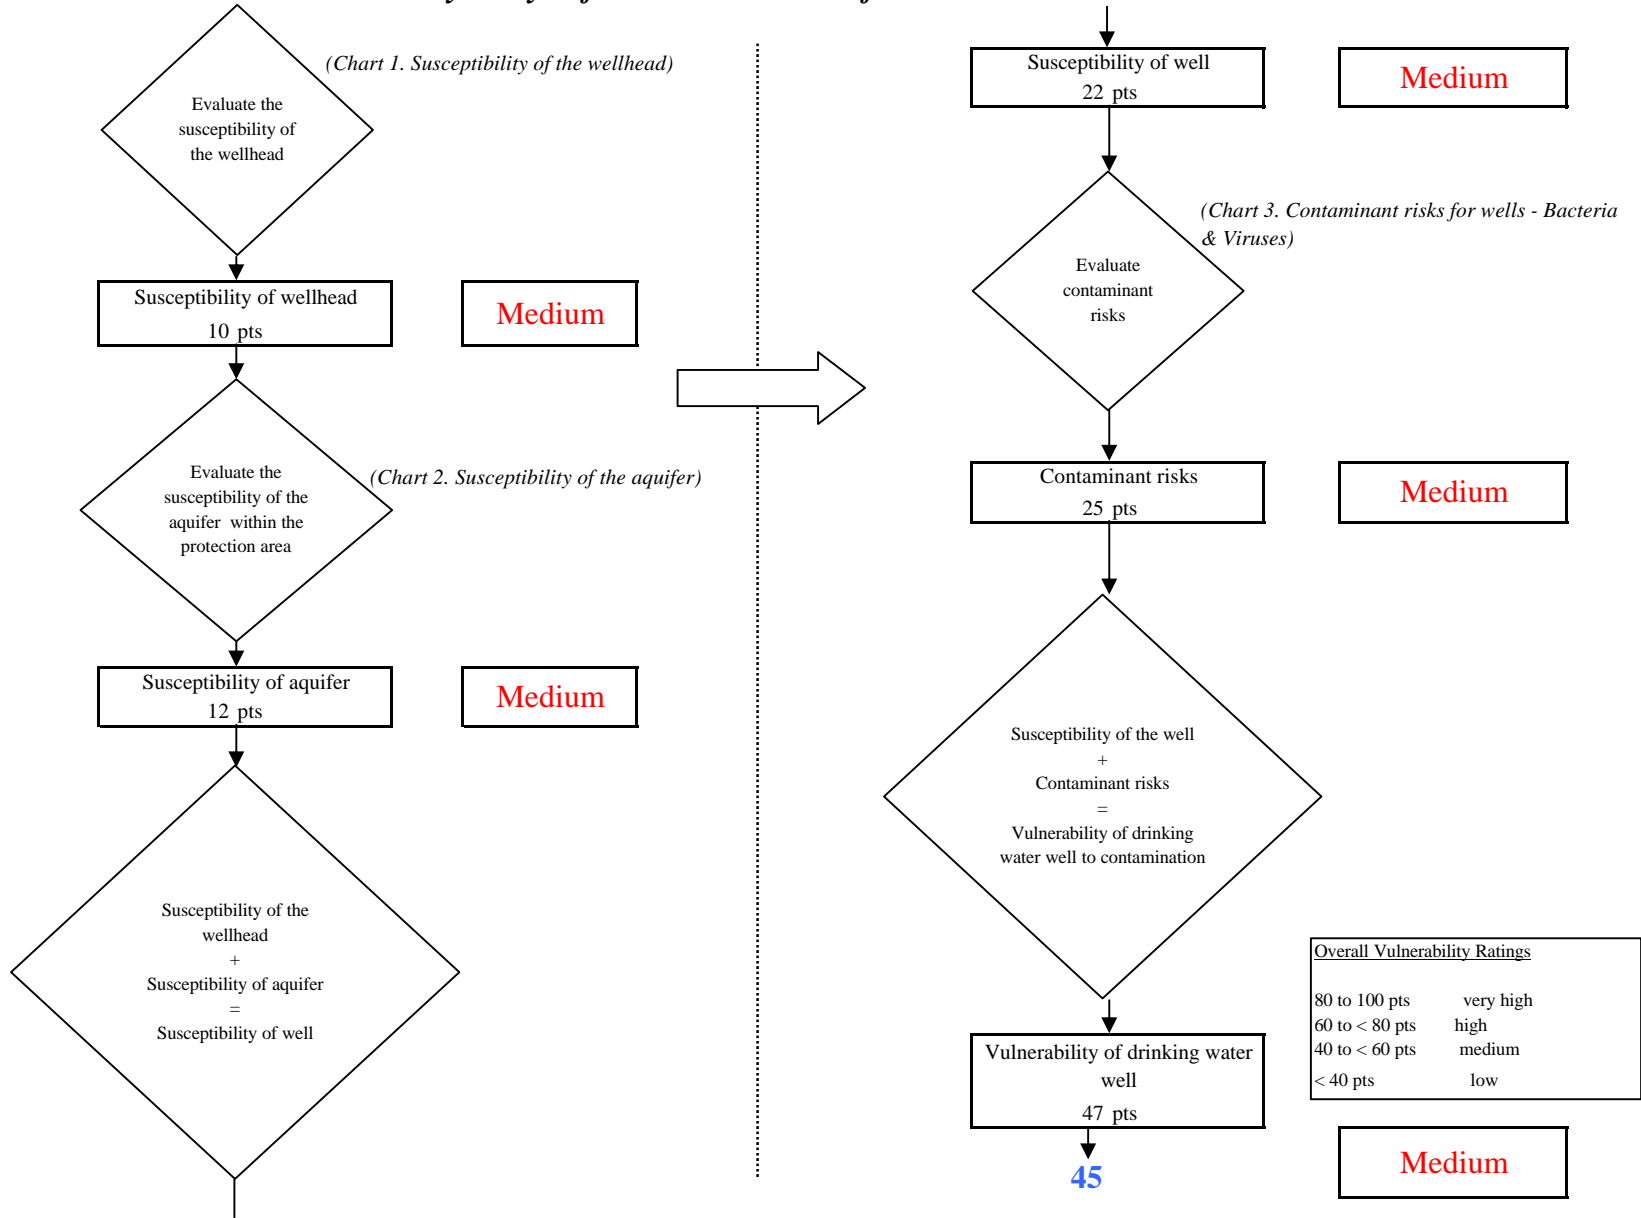 (Chart 1. Susceptibility of the wellhead)
Evaluate the
susceptibility of
the wellhead
Susceptibility of wellhead
10 pts
Medium
Evaluate the
susceptibility of the
aquifer within the
protection area
(Chart 2. Susceptibility of the aquifer)
Susceptibility of aquifer
12 pts
Medium
Susceptibility of the
wellhead
+
Susceptibility of aquifer
=
Susceptibility of well
Susceptibility of well
22 pts
Medium
(Chart 3. Contaminant risks for wells - Bacteria
& Viruses)
Evaluate
contaminant
risks
Contaminant risks
25 pts
Medium
Susceptibility of the well
+
Contaminant risks
=
Vulnerability of drinking
water well to contamination
Vulnerability of drinking water
well
47 pts
45
Overall Vulnerability Ratings
80 to 100 pts very high
60 to < 80 pts high
40 to < 60 pts medium
< 40 pts low
Medium